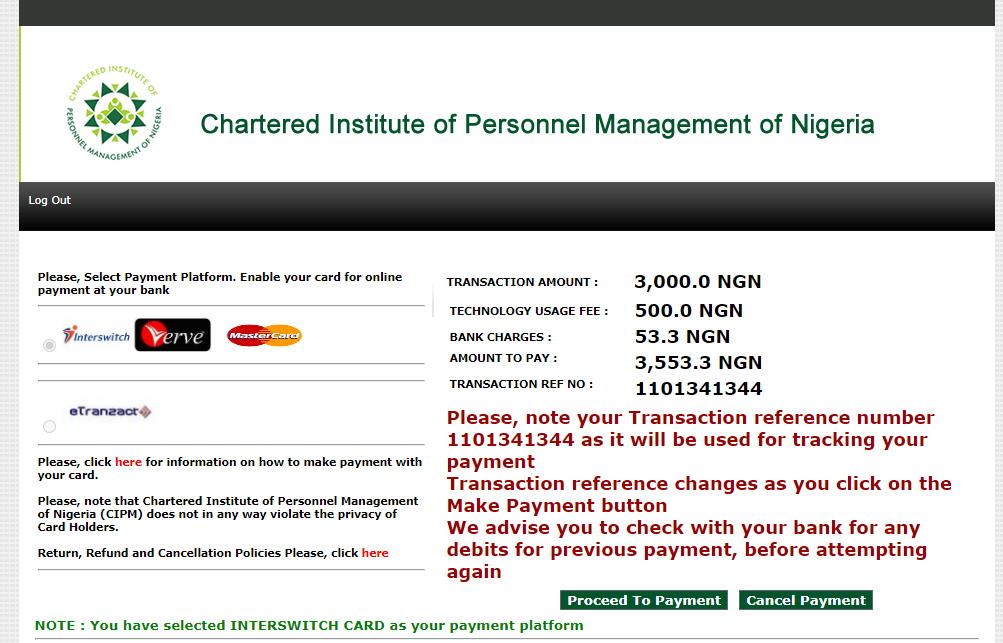 CHARTERED INSTITUTE OF
PERSONNEL MANAGEMENT OF NIGERIA
Chartered Institute of Personnel Management of Nigeria
Log Out
Please, Select Payment Platform. Enable your card for online
payment at your bank
Interswitch Verve MasterCard
eTranzact
Please, click here for information on how to make payment with
your card.
Please, note that Chartered Institute of Personnel Management
of Nigeria (CIPM) does not in any way violate the privacy of
Card Holders.
Return, Refund and Cancellation Policies Please, click here
TRANSACTION AMOUNT : 3,000.0 NGN
TECHNOLOGY USAGE FEE : 500.0 NGN
BANK CHARGES : 53.3 NGN
AMOUNT TO PAY : 3,553.3 NGN
TRANSACTION REF NO : 1101341344
Please, note your Transaction reference number
1101341344 as it will be used for tracking your
payment
Transaction reference changes as you click on the
Make Payment button
We advise you to check with your bank for any
debits for previous payment, before attempting
again
Proceed To Payment Cancel Payment
NOTE : You have selected INTERSWITCH CARD as your payment platform